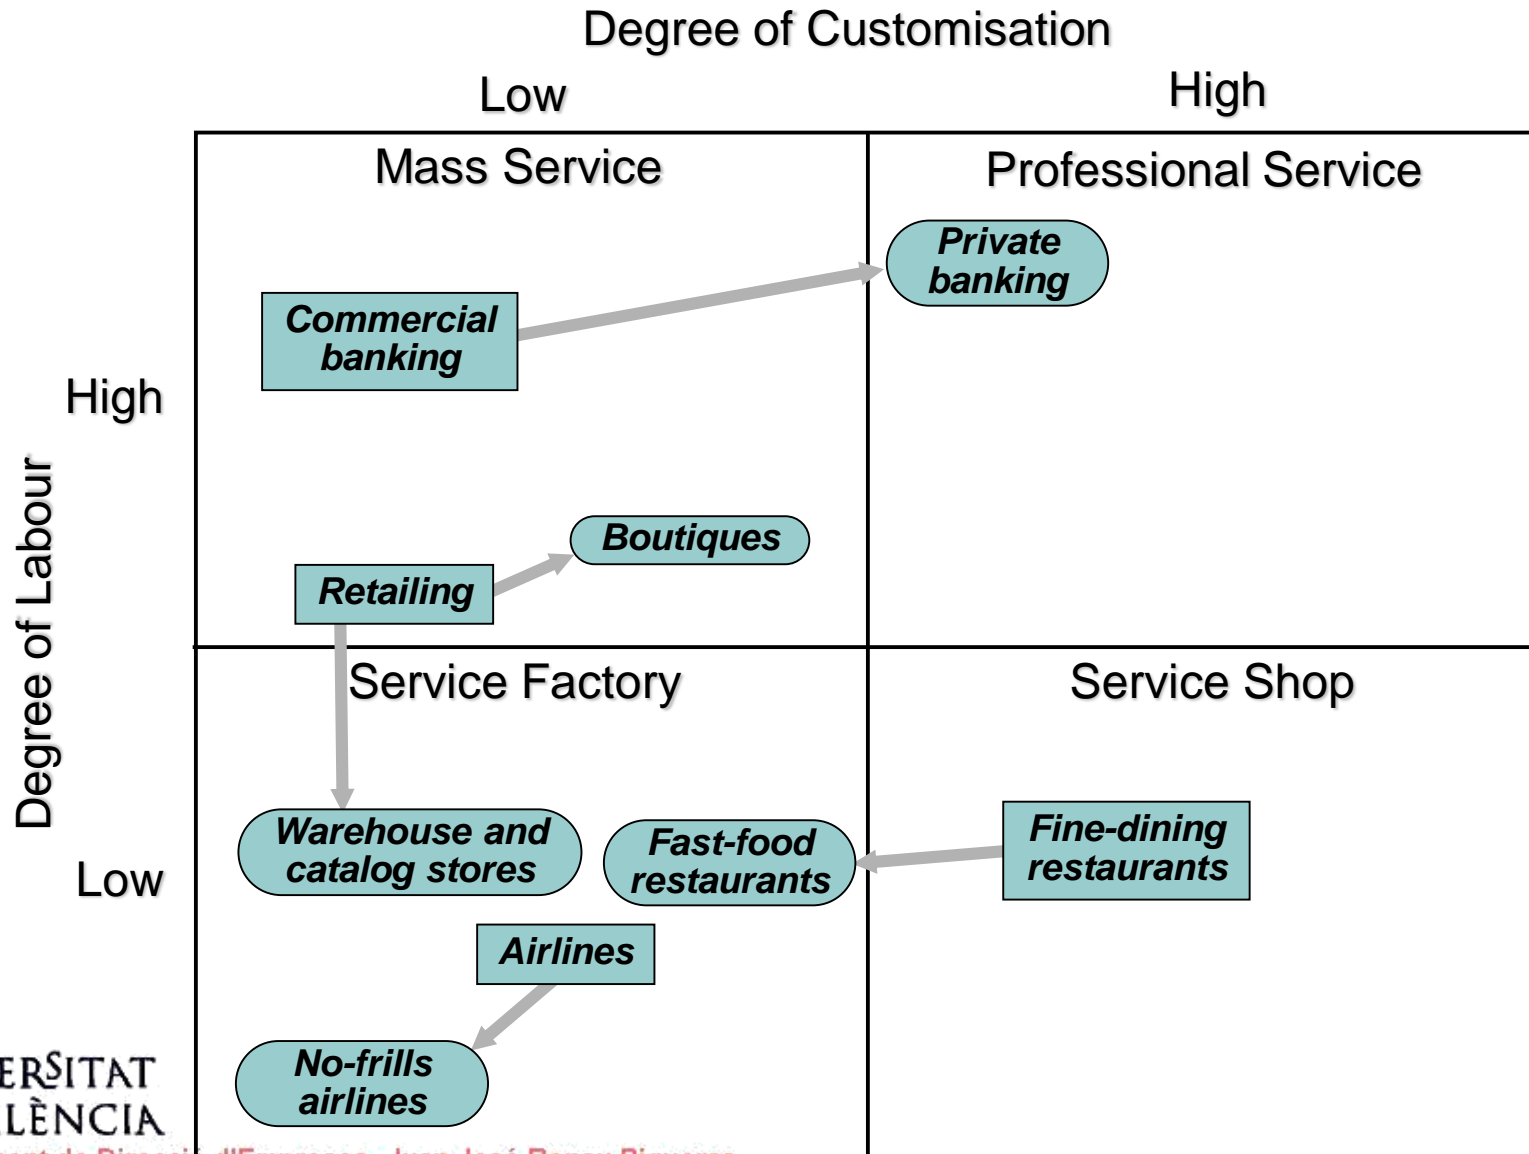 Degree of Customisation
Low
High
Mass Service
Professional Service
Private
banking
Commercial
banking
High
Degree of Labour
Boutiques
Retailing
Service Factory
Service Shop
Warehouse and
catalog stores
Fast-food
restaurants
Fine-dining
restaurants
Low
Airlines
No-frills
airlines
ERSITAT
LÈNCIA